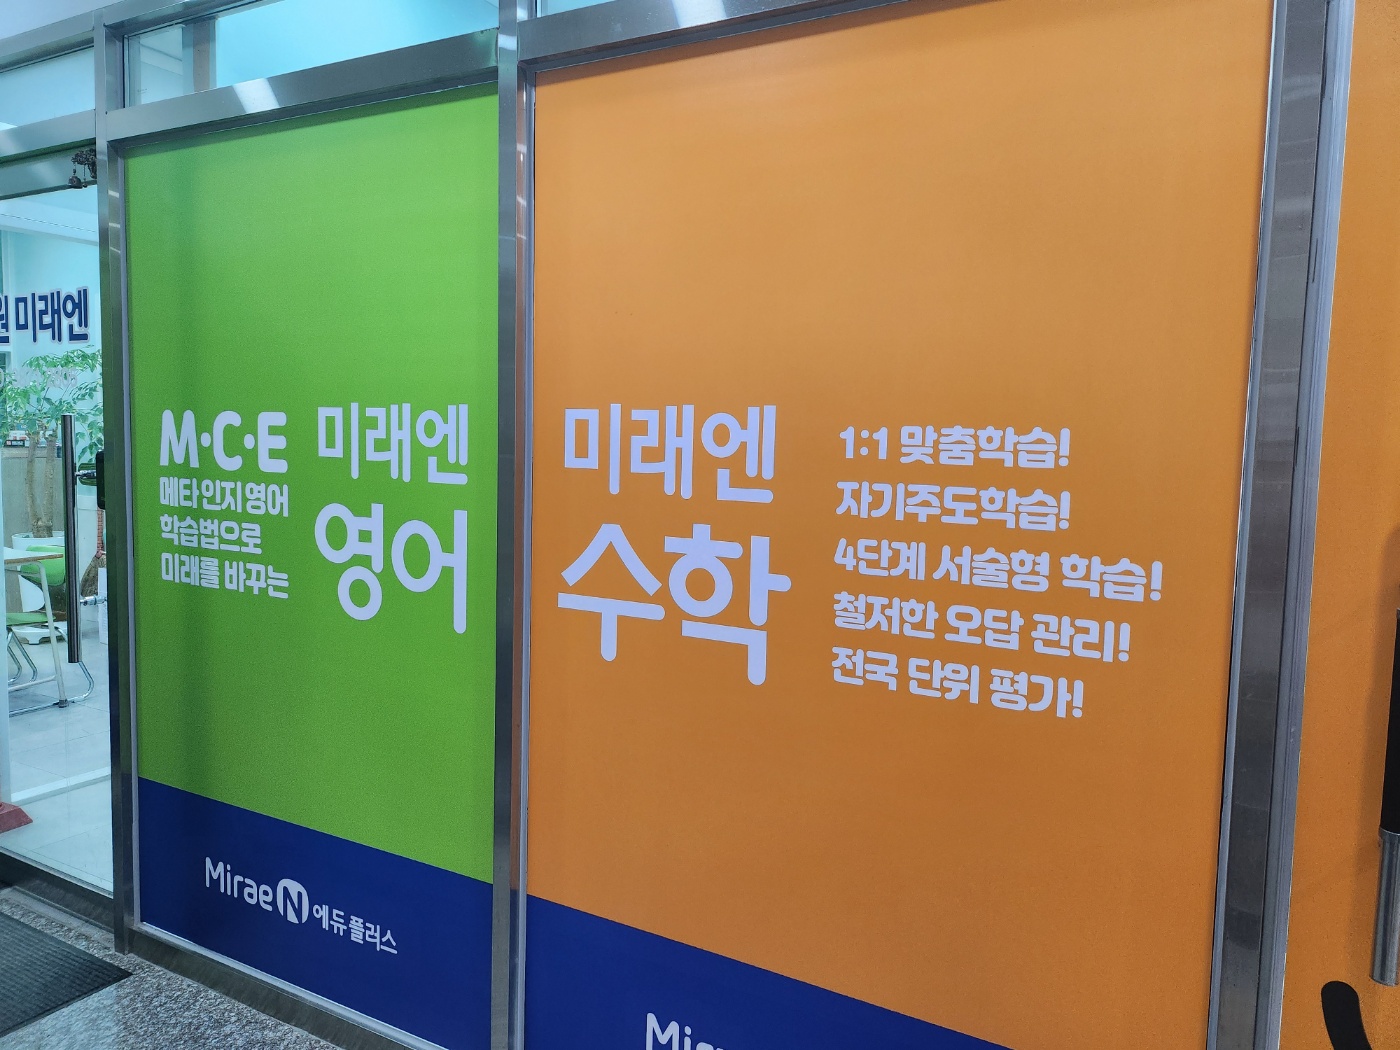 미래엔
M·C·E
메타인지 영어
학습법으로
미래를 바꾸는
미래엔
영어
Mirae N 에듀플러스
미래엔
수학
1:1 맞춤학습!
자기주도학습!
4단계 서술형 학습!
철저한 오답 관리!
전국 단위 평가!